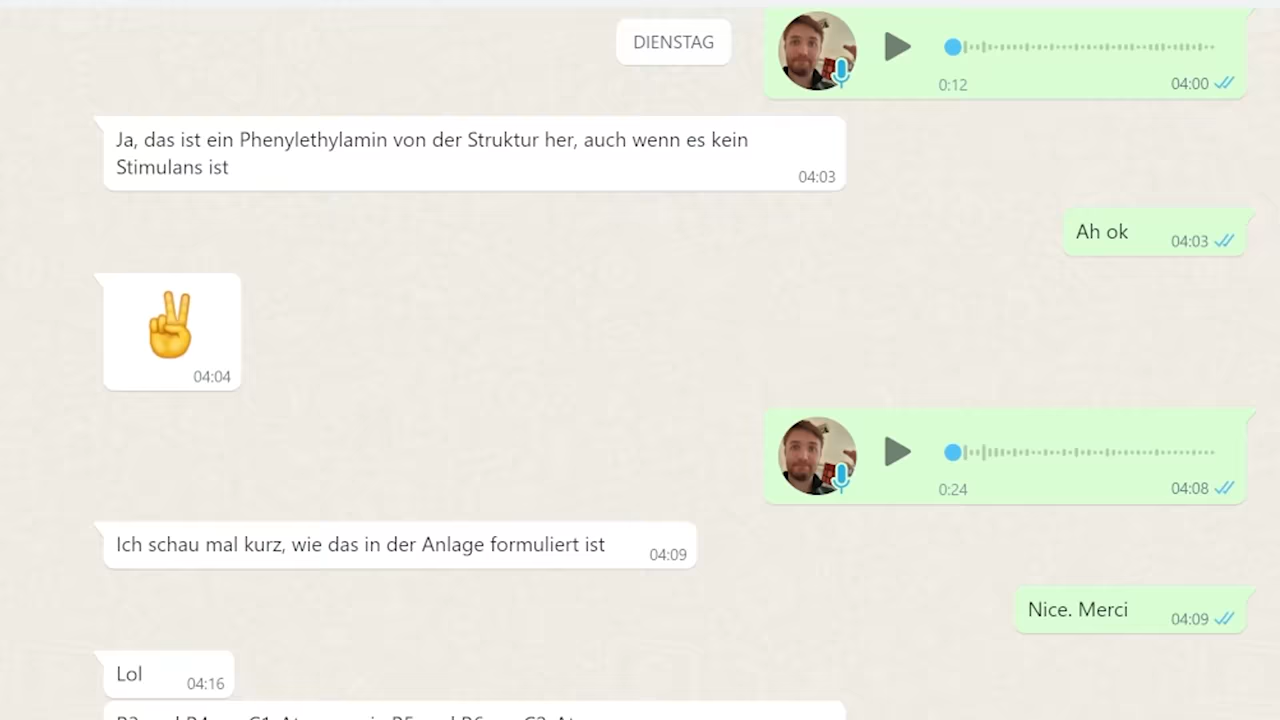 DIENSTAG
0:12
04:00
Ja, das ist ein Phenylethylamin von der Struktur her, auch wenn es kein
Stimulans ist
04:03
Ah ok
04:03
04:04
0:24
04:08
Ich schau mal kurz, wie das in der Anlage formuliert ist
04:09
Nice. Merci
04:09
Lol
04:16